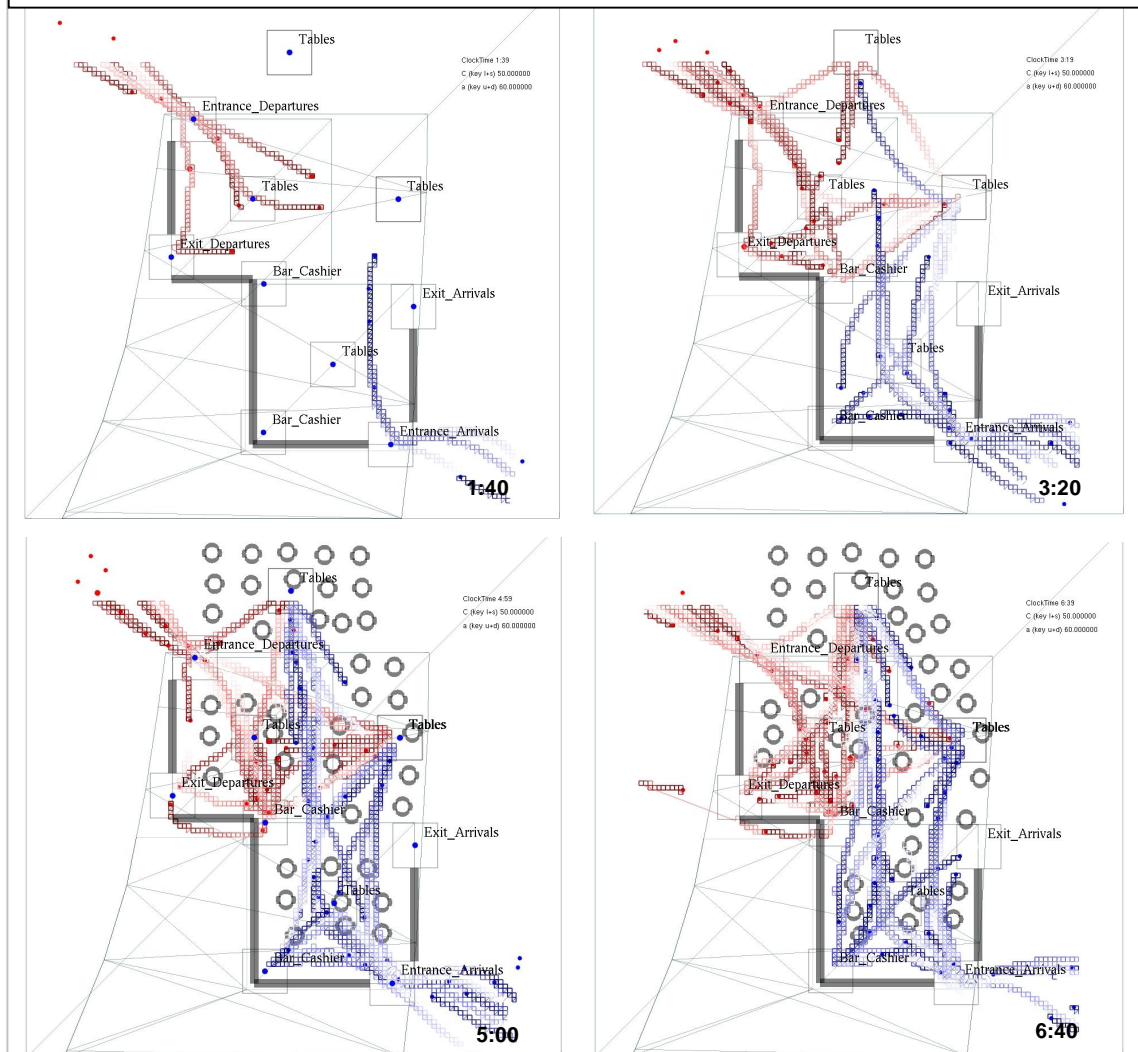 Tables
ClockTime 1:39
C (key l+s) 50.000000
a (key u+d) 60.000000
Entrance_Departures
Tables
Tables
Exit_Departures
Bar_Cashier
Exit_Arrivals
Tables
Bar_Cashier
Entrance_Arrivals
1:40
Tables
ClockTime 3:19
C (key l+s) 50.000000
a (key u+d) 60.000000
Entrance_Departures
Tables
Tables
Exit_Departures
Bar_Cashier
Exit_Arrivals
Tables
Bar_Cashier
Entrance_Arrivals
3:20
Tables
ClockTime 4:59
C (key l+s) 50.000000
a (key u+d) 60.000000
Entrance_Departures
Tables
Tables
Exit_Departures
Bar_Cashier
Exit_Arrivals
Tables
Bar_Cashier
Entrance_Arrivals
5:00
Tables
ClockTime 6:39
C (key l+s) 50.000000
a (key u+d) 60.000000
Entrance_Departures
Tables
Tables
Exit_Departures
Bar_Cashier
Exit_Arrivals
Tables
Bar_Cashier
Entrance_Arrivals
6:40